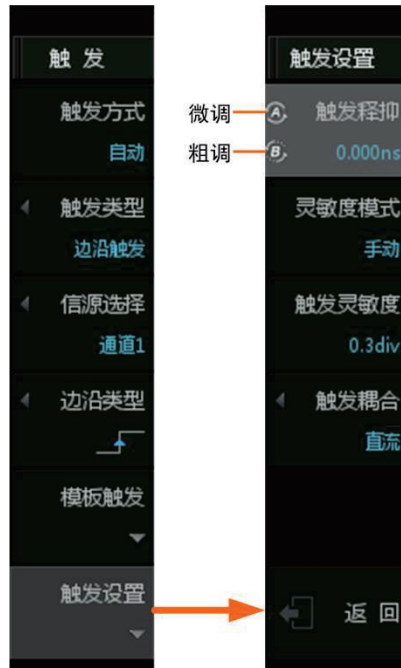 触 发
触发方式
自动
触发类型
边沿触发
信源选择
通道1
边沿类型
模板触发
触发设置
微调
粗调
触发设置
A 触发释抑
B 0.000ns
灵敏度模式
手动
触发灵敏度
0.3div
触发耦合
直流
返 回